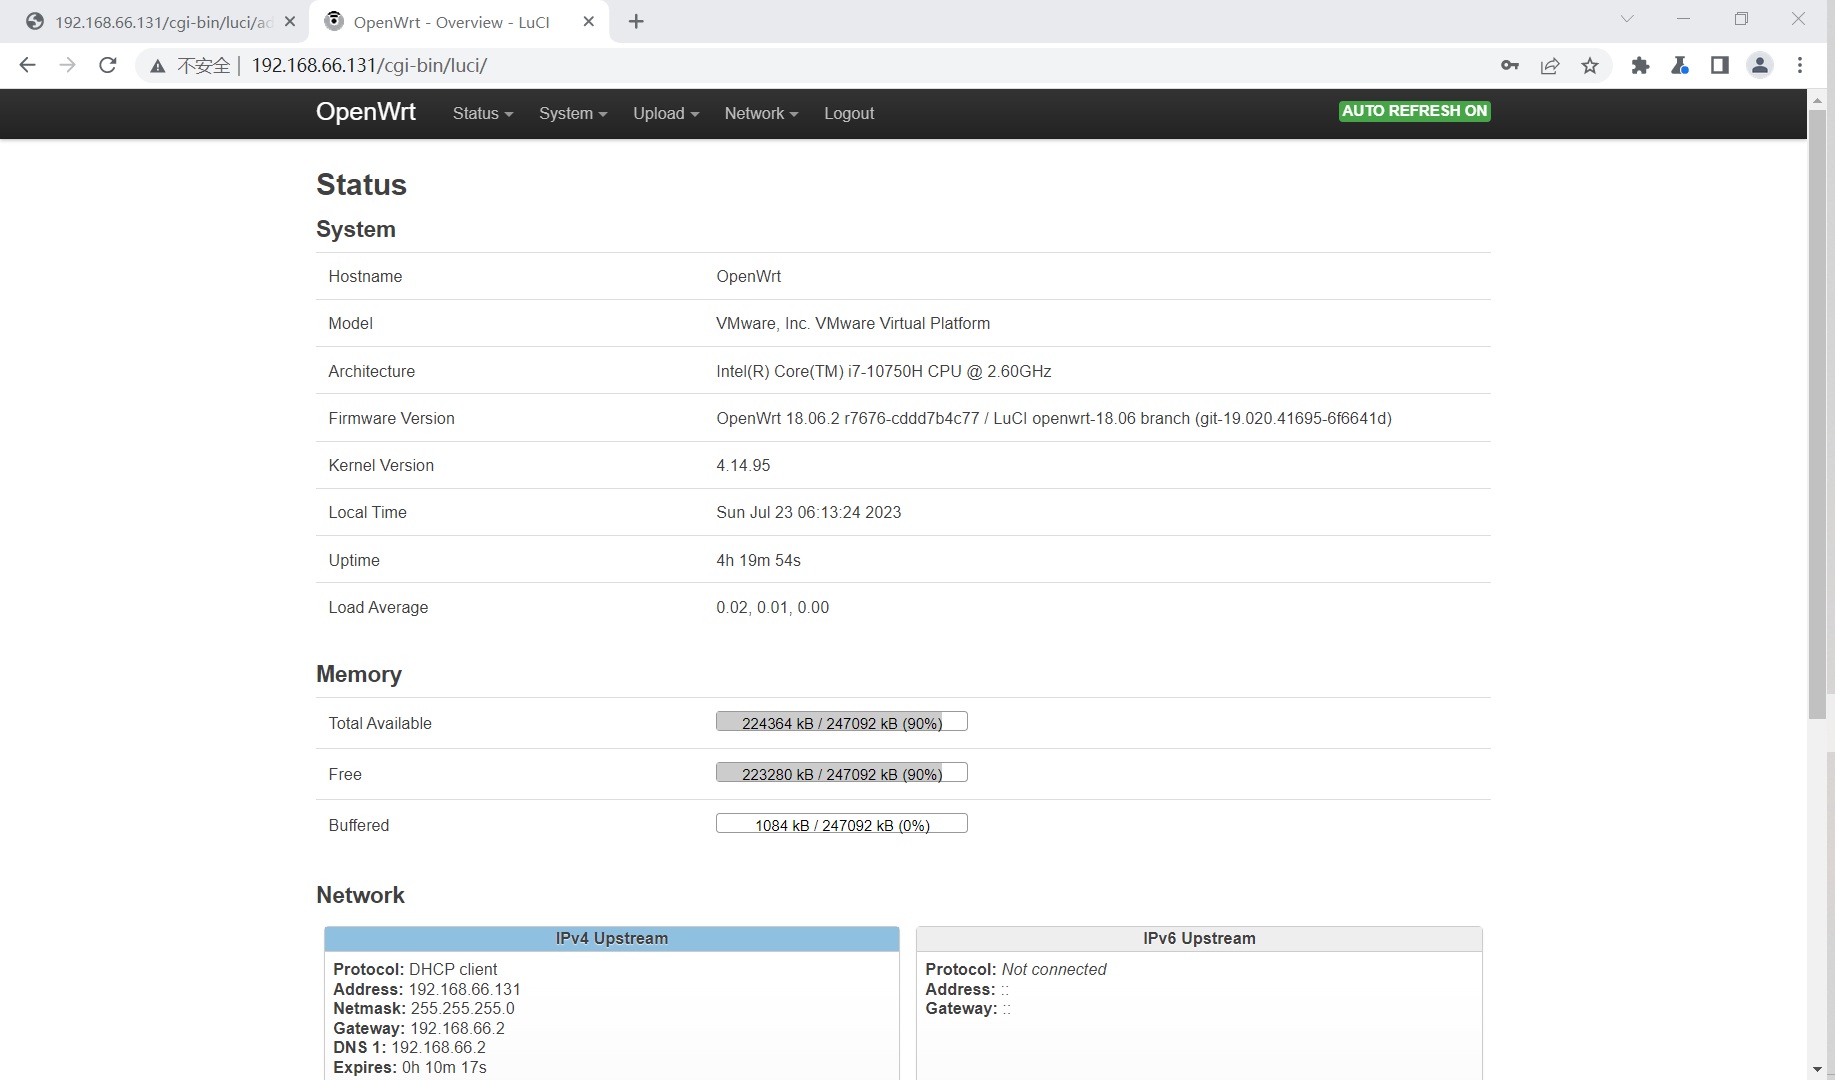 192.168.66.131/cgi-bin/luci/ad
OpenWrt - Overview - LuCI
不安全 | 192.168.66.131/cgi-bin/luci/
OpenWrt Status System Upload Network Logout AUTO REFRESH ON
Status
System
Hostname OpenWrt
Model VMware, Inc. VMware Virtual Platform
Architecture Intel(R) Core(TM) i7-10750H CPU @ 2.60GHz
Firmware Version OpenWrt 18.06.2 r7676-cddd7b4c77 / LuCI openwrt-18.06 branch (git-19.020.41695-6f6641d)
Kernel Version 4.14.95
Local Time Sun Jul 23 06:13:24 2023
Uptime 4h 19m 54s
Load Average 0.02, 0.01, 0.00
Memory
Total Available 224364 kB / 247092 kB (90%)
Free 223280 kB / 247092 kB (90%)
Buffered 1084 kB / 247092 kB (0%)
Network
IPv4 Upstream
Protocol: DHCP client
Address: 192.168.66.131
Netmask: 255.255.255.0
Gateway: 192.168.66.2
DNS 1: 192.168.66.2
Expires: 0h 10m 17s
IPv6 Upstream
Protocol: Not connected
Address: ::
Gateway: ::